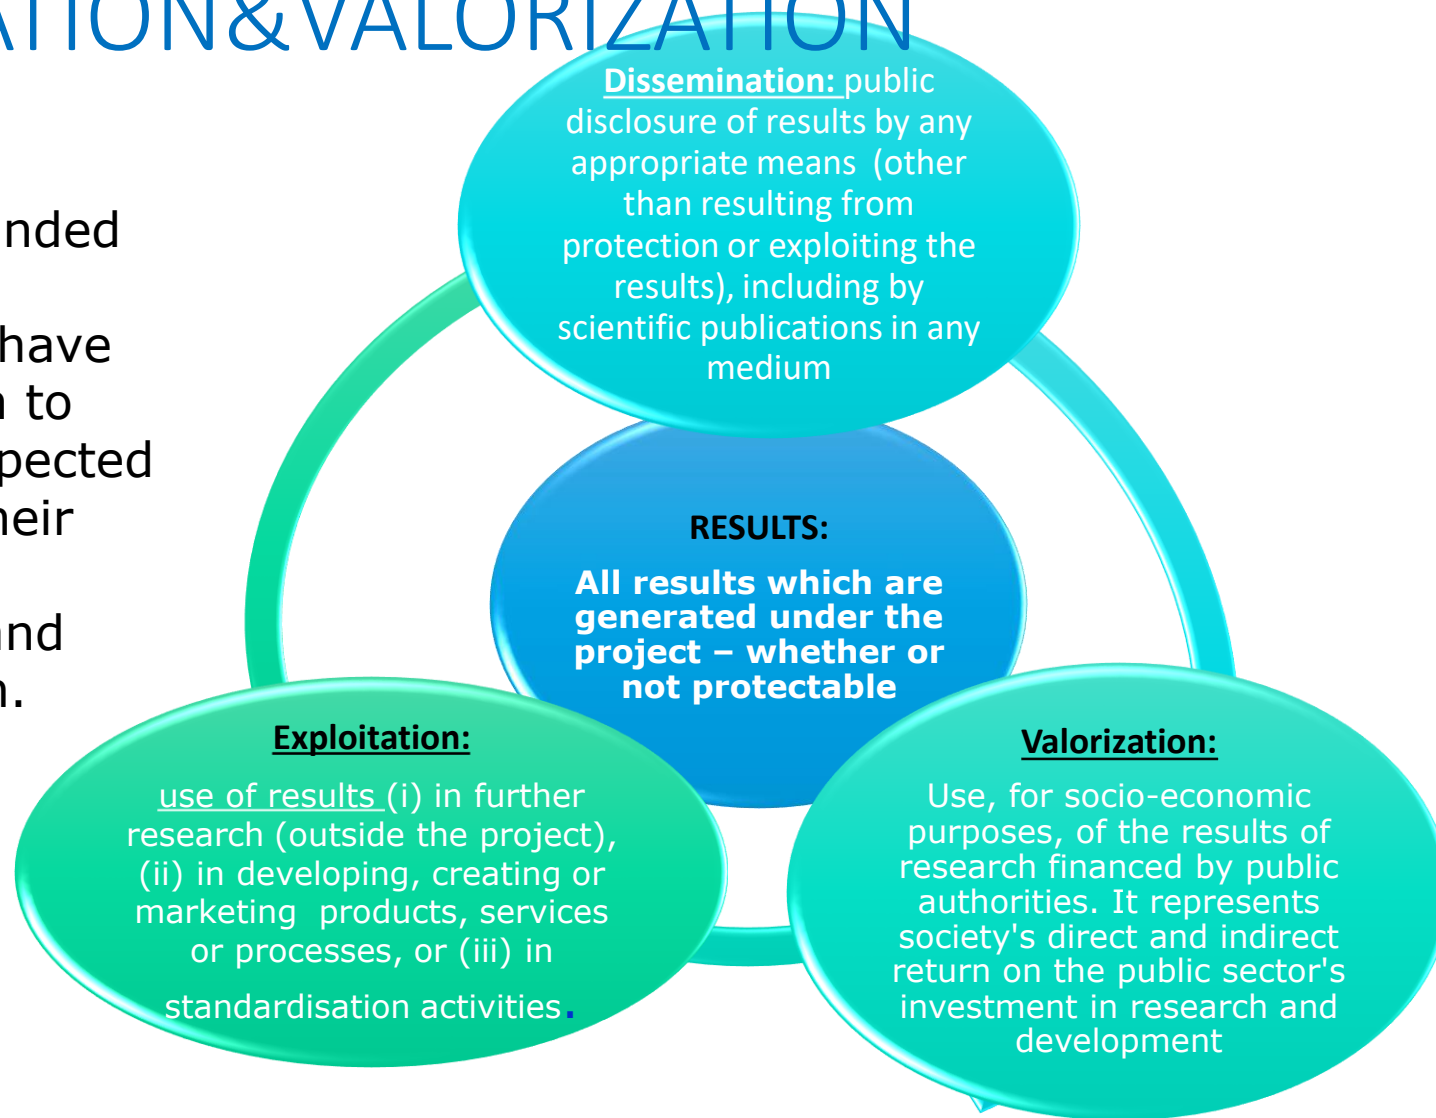 ATION&VALORIZATION
nded
have
to
pected
heir
and
Dissemination: public
disclosure of results by any
appropriate means (other
than resulting from
protection or exploiting the
results), including by
scientific publications in any
medium
RESULTS:
All results which are
generated under the
project – whether or
not protectable
Exploitation:
use of results (i) in further
research (outside the project),
(ii) in developing, creating or
marketing products, services
or processes, or (iii) in
standardisation activities.
Valorization:
Use, for socio-economic
purposes, of the results of
research financed by public
authorities. It represents
society's direct and indirect
return on the public sector's
investment in research and
development